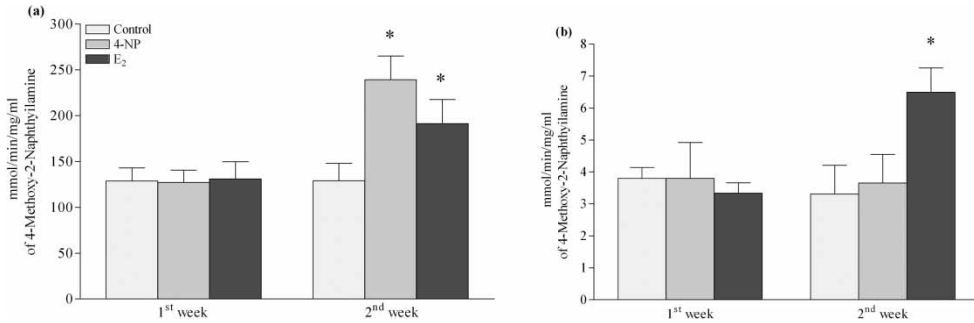 (a)
300
250
200
150
100
50
0
mmol/min/mg/ml
of 4-Methoxy-2-Naphthyilamine
Control
4-NP
E2
*
*
1st week
2nd week
(b)
8
7
6
5
4
3
2
1
0
mmol/min/mg/ml
of 4-Methoxy-2-Naphthyilamine
*
1st week
2nd week